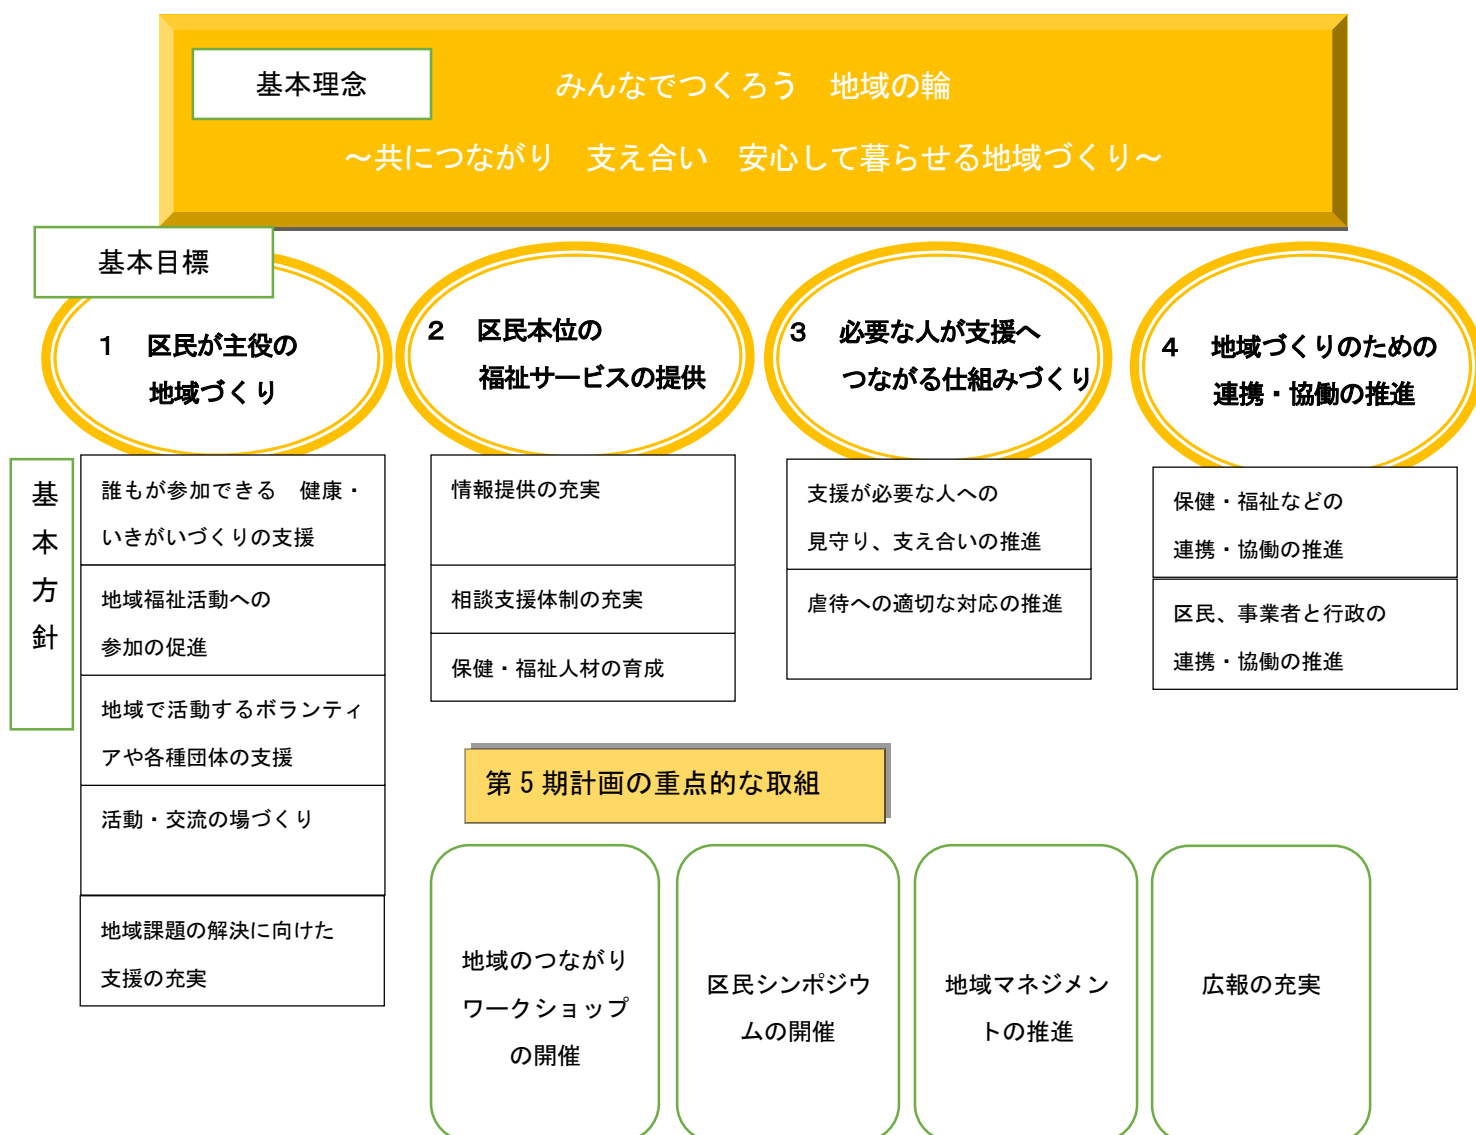 基本理念
みんなでつくろう　地域の輪
～共につながり　支え合い　安心して暮らせる地域づくり～
基本目標
１　区民が主役の
地域づくり
２　区民本位の
福祉サービスの提供
３　必要な人が支援へ
つながる仕組みづくり
４　地域づくりのための
連携・協働の推進
基本方針
誰もが参加できる　健康・
いきがいづくりの支援
地域福祉活動への
参加の促進
地域で活動するボランティ
アや各種団体の支援
活動・交流の場づくり
地域課題の解決に向けた
支援の充実
情報提供の充実
相談支援体制の充実
保健・福祉人材の育成
支援が必要な人への
見守り、支え合いの推進
虐待への適切な対応の推進
保健・福祉などの
連携・協働の推進
区民、事業者と行政の
連携・協働の推進
第５期計画の重点的な取組
地域のつながり
ワークショップ
の開催
区民シンポジウ
ムの開催
地域マネジメン
トの推進
広報の充実